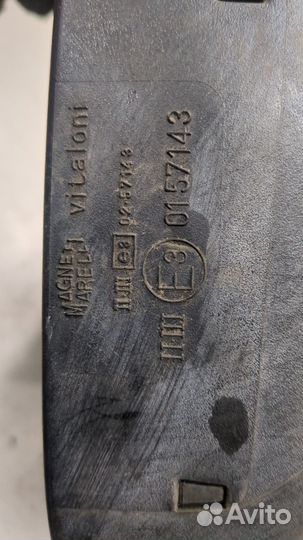 MAGNETI
MARELLI vitaloni
II.III e3 02*57143
II III E3 0157143
Avito